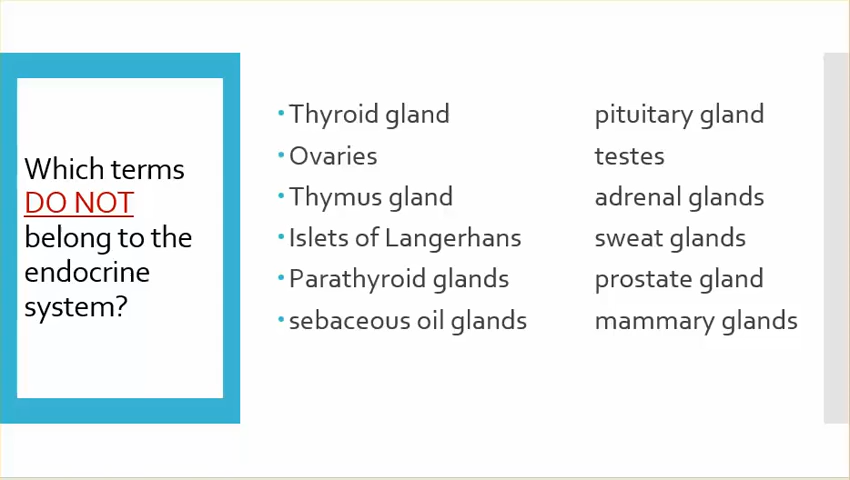 Which terms
DO NOT
belong to the
endocrine
system?
• Thyroid gland pituitary gland
• Ovaries testes
• Thymus gland adrenal glands
• Islets of Langerhans sweat glands
• Parathyroid glands prostate gland
• sebaceous oil glands mammary glands